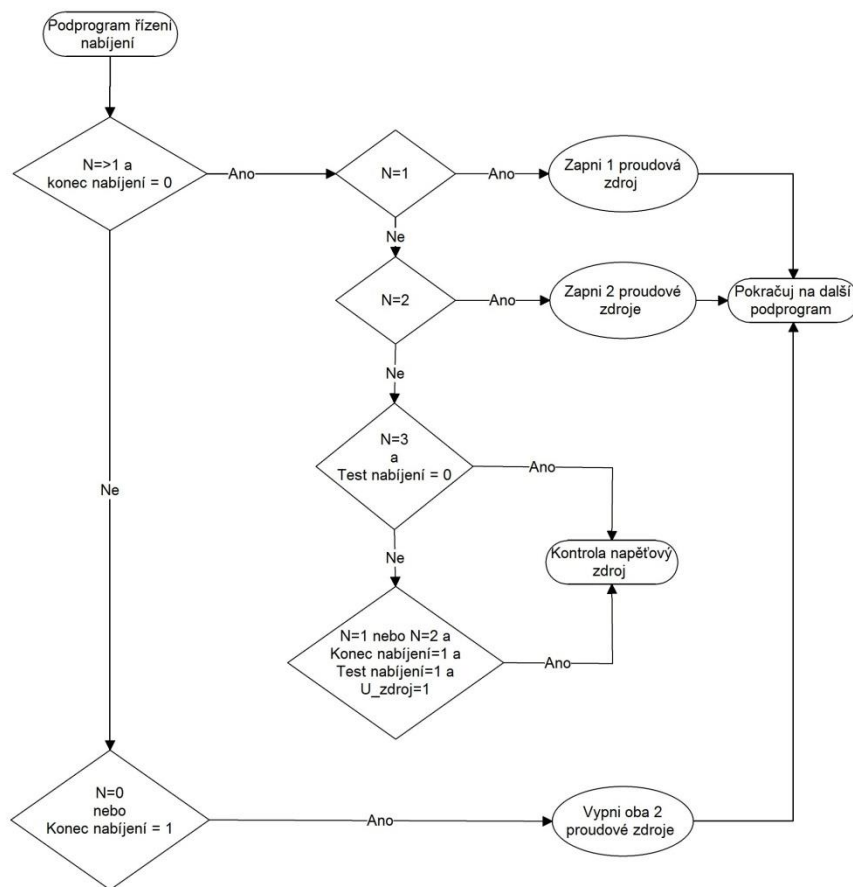 Podprogram řízení
nabíjení
N=>1 a
konec nabíjení = 0
Ano
N=1
Ano
Zapni 1 proudová
zdroj
Ne
N=2
Ano
Zapni 2 proudové
zdroje
Pokračuj na další
podprogram
Ne
N=3
a
Test nabíjení = 0
Ano
Ne
Ne
Kontrola napěťový
zdroj
N=1 nebo N=2 a
Konec nabíjení=1 a
Test nabíjení=1 a
U_zdroj=1
Ano
N=0
nebo
Konec nabíjení = 1
Ano
Vypni oba 2
proudové zdroje